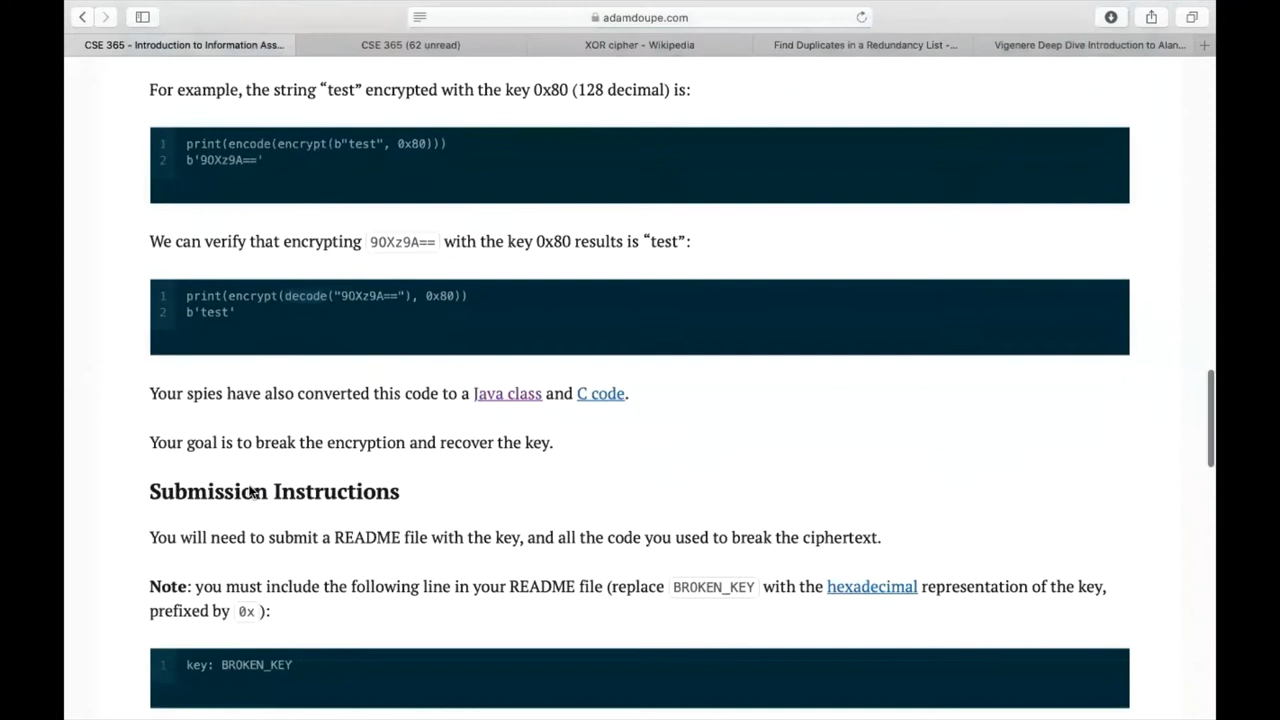 adamdoupe.com
CSE 365 - Introduction to Information Ass...
CSE 365 (62 unread)
XOR cipher - Wikipedia
Find Duplicates in a Redundancy List -...
Vigenere Deep Dive Introduction to Alan...
For example, the string “test” encrypted with the key 0x80 (128 decimal) is:
1 print(encode(encrypt(b"test", 0x80)))
2 b'9OXz9A=='
We can verify that encrypting 9OXz9A== with the key 0x80 results is “test”:
1 print(encrypt(decode("9OXz9A=="), 0x80))
2 b'test'
Your spies have also converted this code to a Java class and C code.
Your goal is to break the encryption and recover the key.
Submission Instructions
You will need to submit a README file with the key, and all the code you used to break the ciphertext.
Note: you must include the following line in your README file (replace BROKEN_KEY with the hexadecimal representation of the key,
prefixed by 0x ):
1 key: BROKEN_KEY